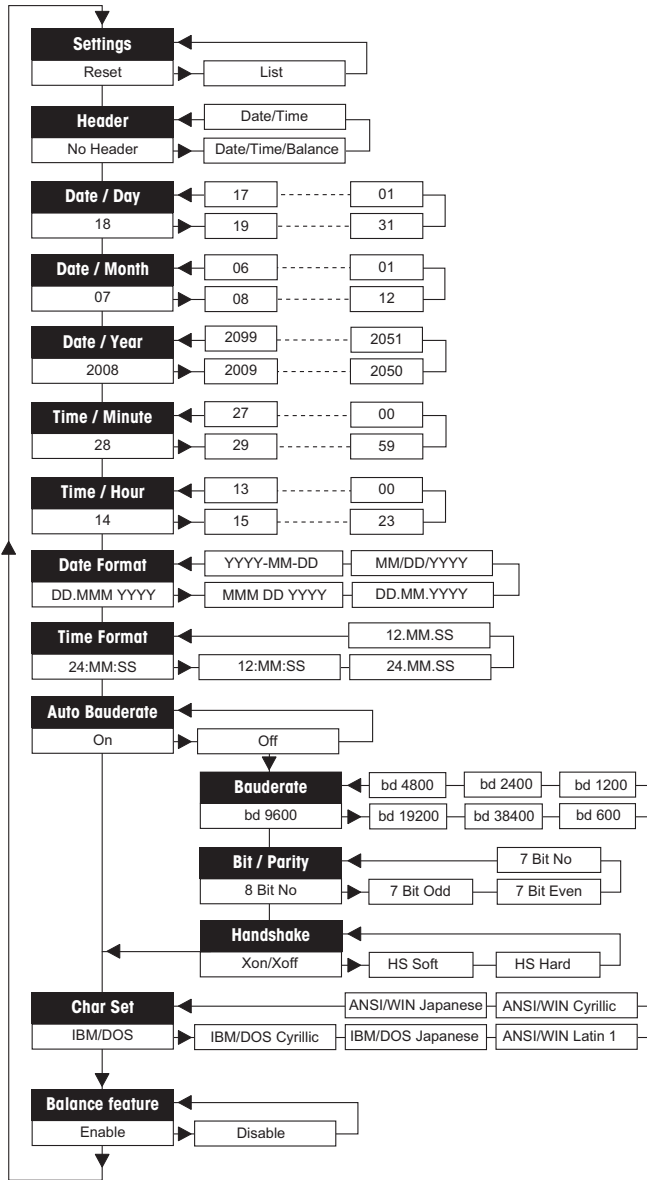 Settings
Reset
List
Header
Date/Time
No Header
Date/Time/Balance
Date / Day
17
01
18
19
31
Date / Month
06
01
07
08
12
Date / Year
2099
2051
2008
2009
2050
Time / Minute
27
00
28
29
59
Time / Hour
13
00
14
15
23
Date Format
YYYY-MM-DD
MM/DD/YYYY
DD.MMM YYYY
MMM DD YYYY
DD.MM.YYYY
Time Format
12.MM.SS
24:MM:SS
12:MM:SS
24.MM.SS
Auto Bauderate
On
Off
Bauderate
bd 4800
bd 2400
bd 1200
bd 9600
bd 19200
bd 38400
bd 600
Bit / Parity
7 Bit No
8 Bit No
7 Bit Odd
7 Bit Even
Handshake
Xon/Xoff
HS Soft
HS Hard
Char Set
ANSI/WIN Japanese
ANSI/WIN Cyrillic
IBM/DOS
IBM/DOS Cyrillic
IBM/DOS Japanese
ANSI/WIN Latin 1
Balance feature
Enable
Disable